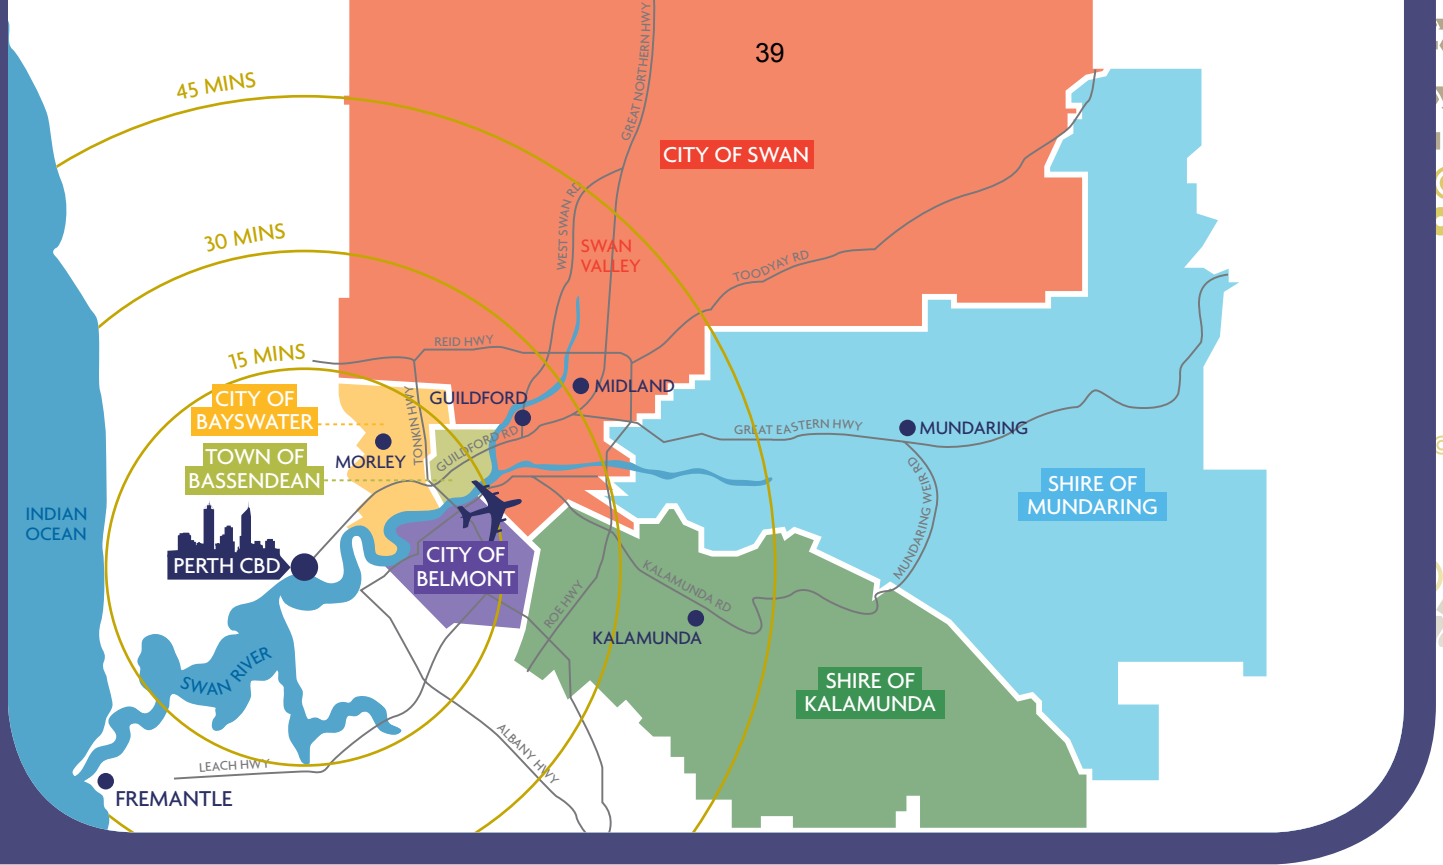 39
GREAT NORTHERN HWY
45 MINS
CITY OF SWAN
WEST SWAN RD
30 MINS
SWAN
VALLEY
TOODYAY RD
REID HWY
15 MINS
CITY OF
BAYSWATER
TONKIN HWY
GUILDFORD
MIDLAND
GUILDFORD RD
GREAT EASTERN HWY
MUNDARING
MORLEY
TOWN OF
BASSENDEAN
SHIRE OF
MUNDARING
MUNDARING WEIR RD
INDIAN
OCEAN
PERTH CBD
CITY OF
BELMONT
KALAMUNDA RD
ROE HWY
KALAMUNDA
SWAN RIVER
SHIRE OF
KALAMUNDA
ALBANY HWY
LEACH HWY
FREMANTLE